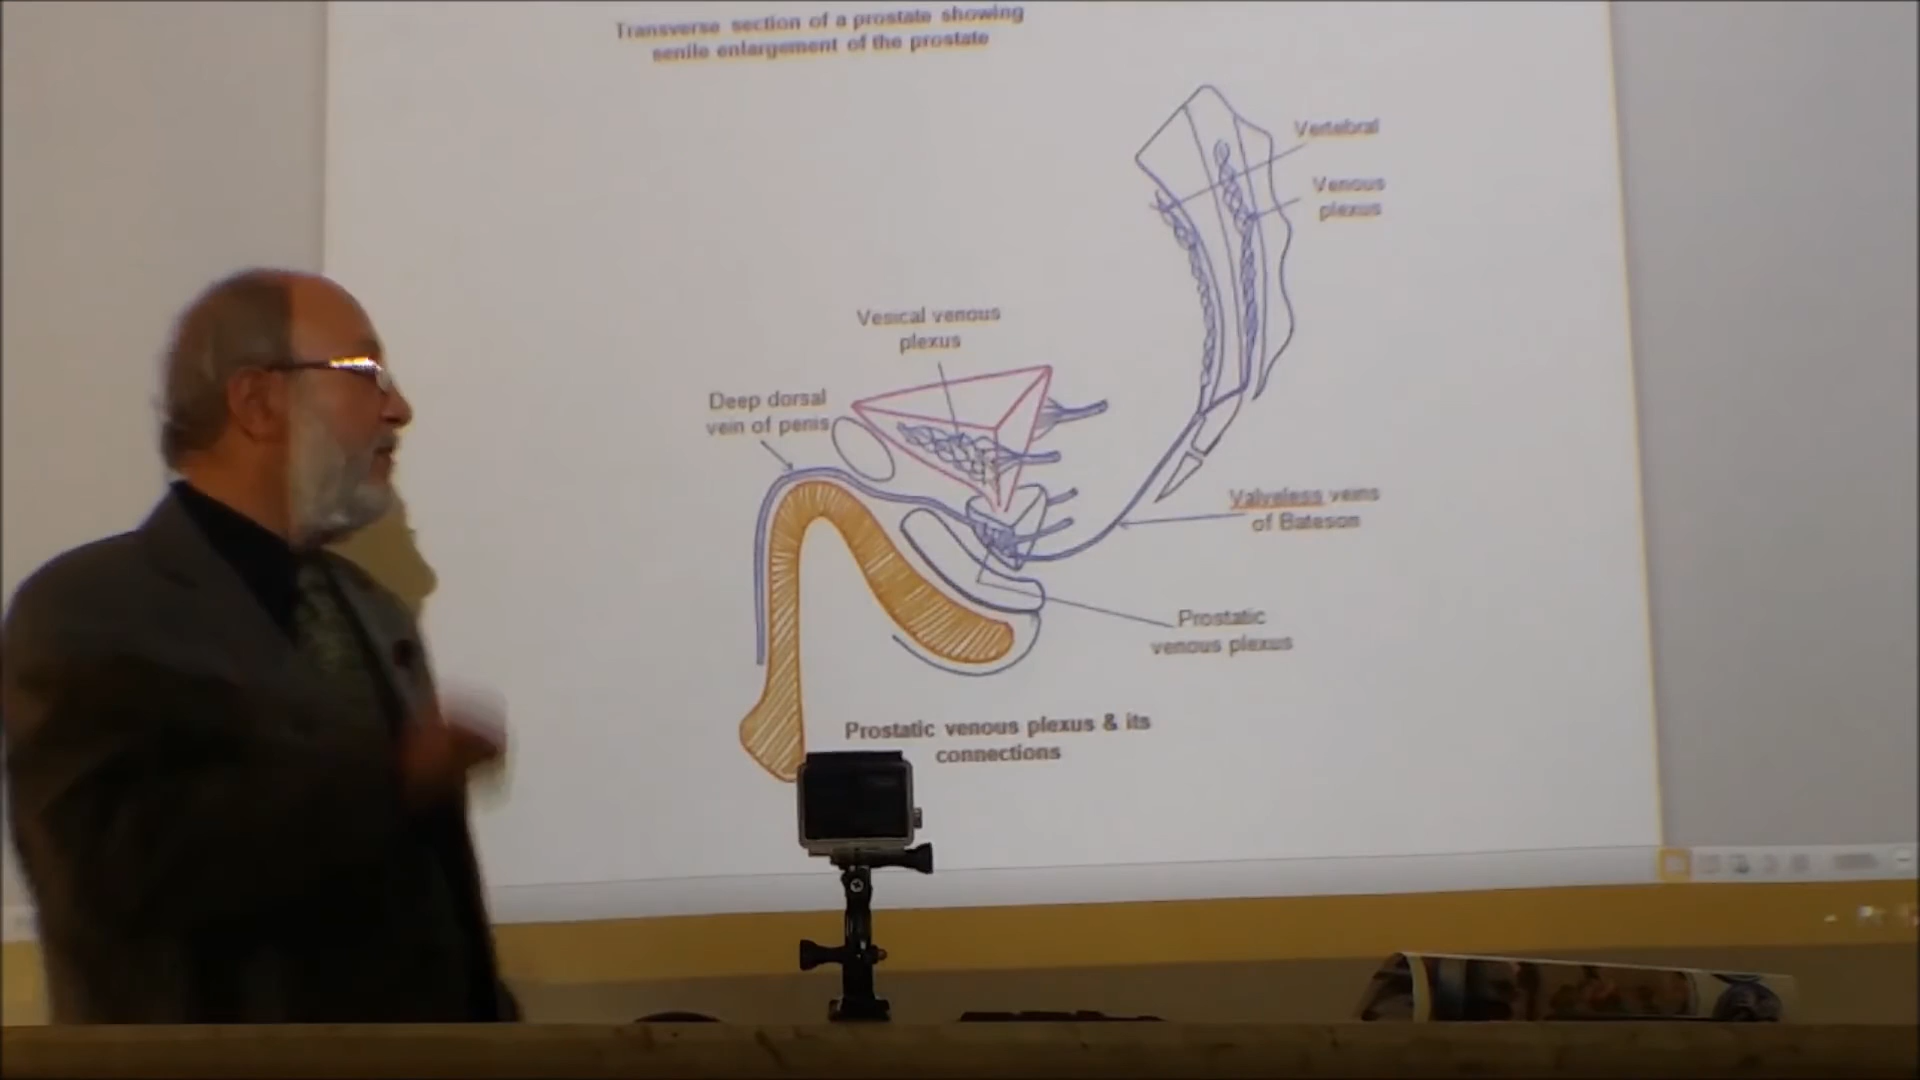 Transverse section of a prostate showing
senile enlargement of the prostate
Vertebral
Venous
plexus
Vesical venous
plexus
Deep dorsal
vein of penis
Valveless veins
of Bateson
Prostatic
venous plexus
Prostatic venous plexus & its
connections